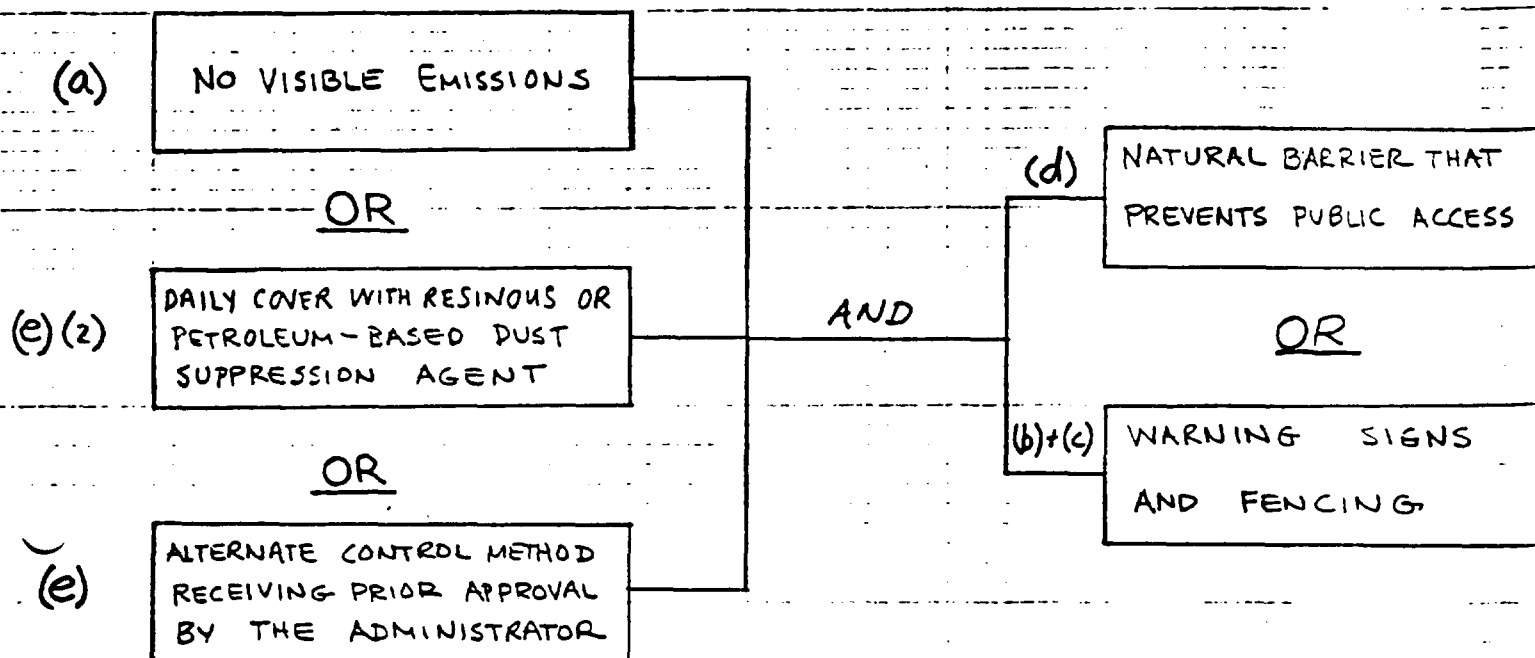 (a)
NO VISIBLE EMISSIONS
OR
(e)(2)
DAILY COVER WITH RESINOUS OR
PETROLEUM-BASED DUST
SUPPRESSION AGENT
OR
(e)
ALTERNATE CONTROL METHOD
RECEIVING PRIOR APPROVAL
BY THE ADMINISTRATOR
AND
(d)
NATURAL BARRIER THAT
PREVENTS PUBLIC ACCESS
OR
(b)+(c)
WARNING SIGNS
AND FENCING